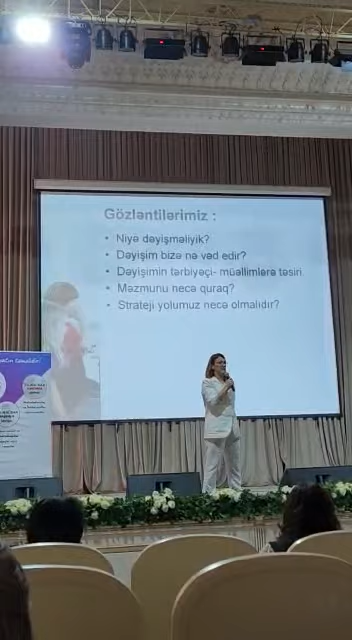 Gözləntilərimiz :
• Niyə dəyişməliyik?
• Dəyişim bizə nə vəd edir?
• Dəyişimin tərbiyəçi- müəllimlərə təsiri
• Məzmunu necə quraq?
• Strateji yolumuz necə olmalıdır?